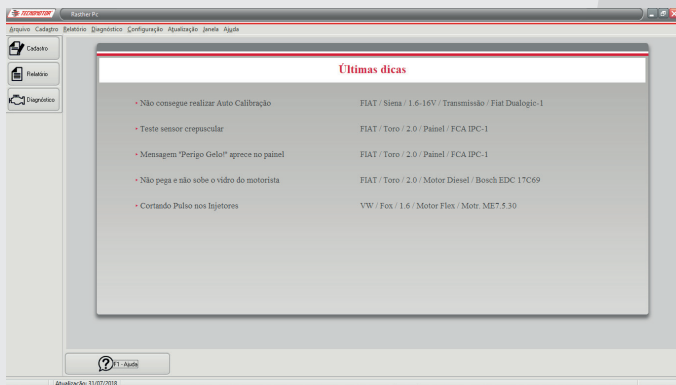 TECNOMOTOR Rasther Pc
Arquivo Cadastro Relatório Diagnóstico Configuração Atualização Janela Ajuda
Cadastro
Relatório
Diagnóstico
Últimas dicas
• Não consegue realizar Auto Calibração FIAT / Siena / 1.6-16V / Transmissão / Fiat Dualogic-1
• Teste sensor crepuscular FIAT / Toro / 2.0 / Painel / FCA IPC-1
• Mensagem "Perigo Gelo!" aprece no painel FIAT / Toro / 2.0 / Painel / FCA IPC-1
• Não pega e não sobe o vidro do motorista FIAT / Toro / 2.0 / Motor Diesel / Bosch EDC 17C69
• Cortando Pulso nos Injetores VW / Fox / 1.6 / Motor Flex / Motr. ME7.5.30
F1 - Ajuda
Atualização: 31/07/2018